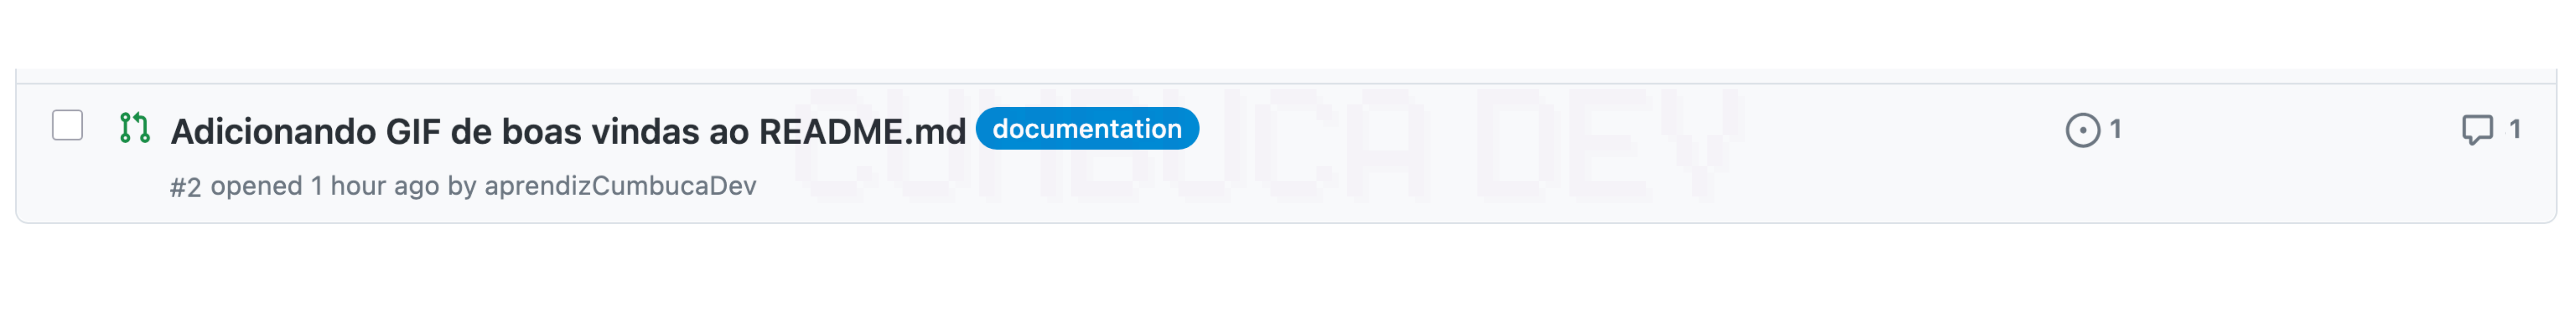 Adicionando GIF de boas vindas ao README.md documentation 1 1
#2 opened 1 hour ago by aprendizCumbucaDev
CUMBUCA DEV